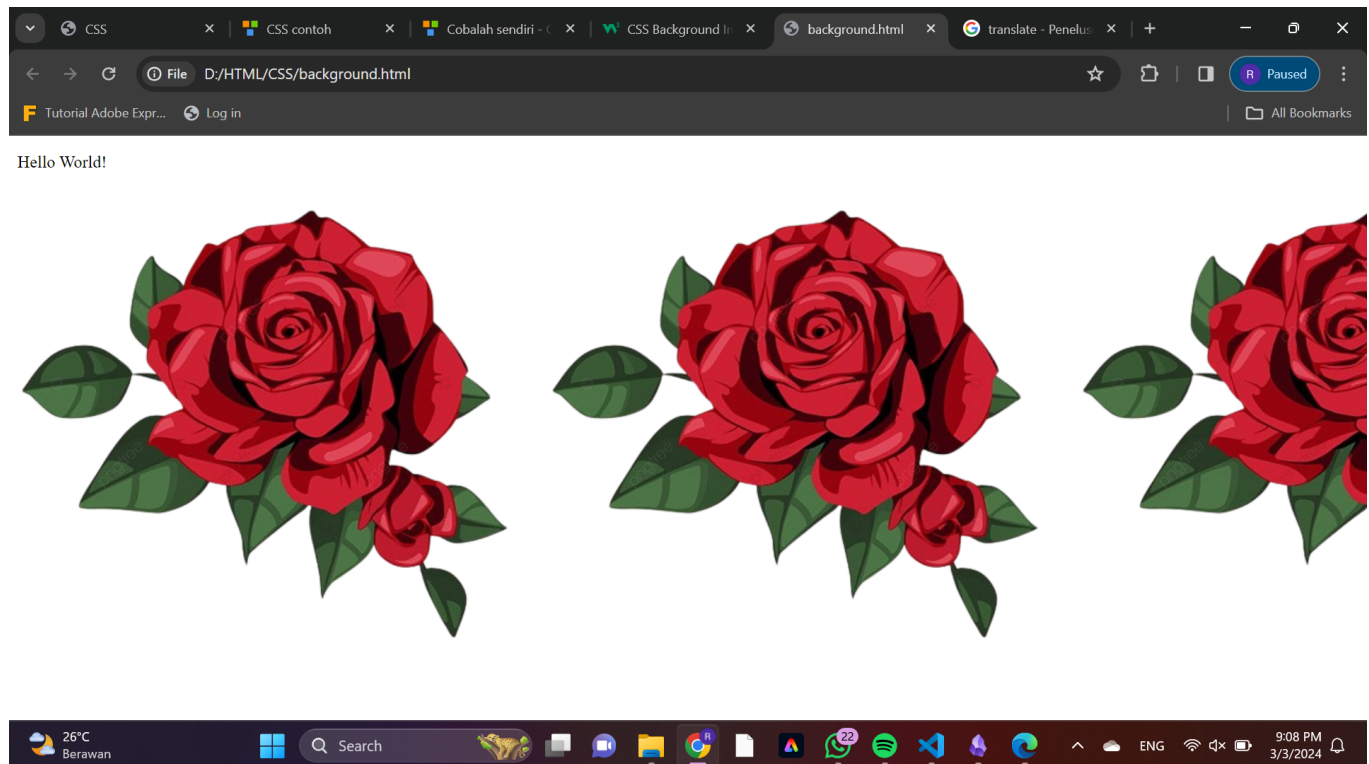 CSS
CSS contoh
Cobalah sendiri - C
CSS Background In
background.html
translate - Penelus
File
D:/HTML/CSS/background.html
R
Paused
Tutorial Adobe Expr...
Log in
All Bookmarks
Hello World!
26°C
Berawan
Search
R
22
ENG
9:08 PM
3/3/2024